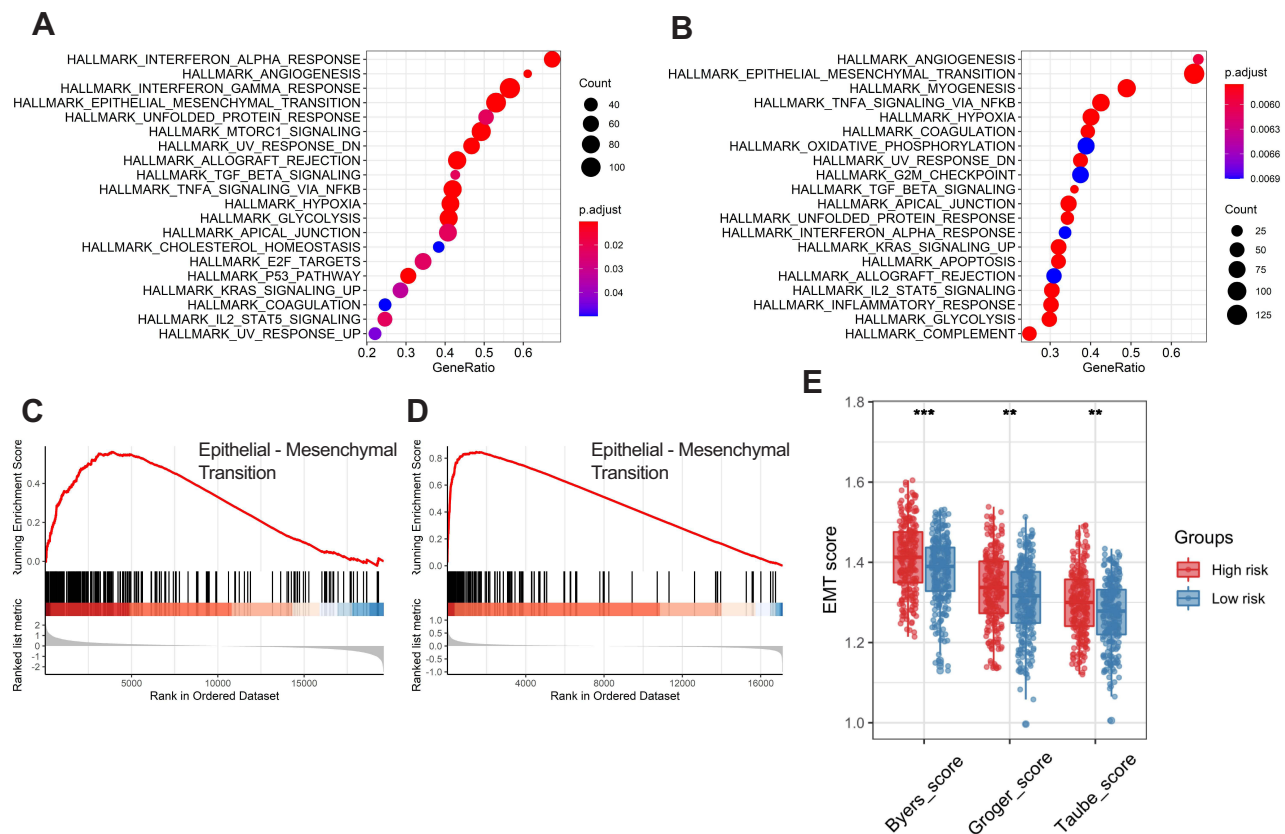 A
HALLMARK_INTERFERON_ALPHA_RESPONSE
HALLMARK_ANGIOGENESIS
HALLMARK_INTERFERON_GAMMA_RESPONSE
HALLMARK_EPITHELIAL_MESENCHYMAL_TRANSITION
HALLMARK_UNFOLDED_PROTEIN_RESPONSE
HALLMARK_MTORC1_SIGNALING
HALLMARK_UV_RESPONSE_DN
HALLMARK_ALLOGRAFT_REJECTION
HALLMARK_TGF_BETA_SIGNALING
HALLMARK_TNFA_SIGNALING_VIA_NFKB
HALLMARK_HYPOXIA
HALLMARK_GLYCOLYSIS
HALLMARK_APICAL_JUNCTION
HALLMARK_CHOLESTEROL_HOMEOSTASIS
HALLMARK_E2F_TARGETS
HALLMARK_P53_PATHWAY
HALLMARK_KRAS_SIGNALING_UP
HALLMARK_COAGULATION
HALLMARK_IL2_STAT5_SIGNALING
HALLMARK_UV_RESPONSE_UP
0.2 0.3 0.4 0.5 0.6
GeneRatio
Count
40
60
80
100
p.adjust
0.02
0.03
0.04
B
HALLMARK_ANGIOGENESIS
HALLMARK_EPITHELIAL_MESENCHYMAL_TRANSITION
HALLMARK_MYOGENESIS
HALLMARK_TNFA_SIGNALING_VIA_NFKB
HALLMARK_HYPOXIA
HALLMARK_COAGULATION
HALLMARK_OXIDATIVE_PHOSPHORYLATION
HALLMARK_UV_RESPONSE_DN
HALLMARK_G2M_CHECKPOINT
HALLMARK_TGF_BETA_SIGNALING
HALLMARK_APICAL_JUNCTION
HALLMARK_UNFOLDED_PROTEIN_RESPONSE
HALLMARK_INTERFERON_ALPHA_RESPONSE
HALLMARK_KRAS_SIGNALING_UP
HALLMARK_APOPTOSIS
HALLMARK_ALLOGRAFT_REJECTION
HALLMARK_IL2_STAT5_SIGNALING
HALLMARK_INFLAMMATORY_RESPONSE
HALLMARK_GLYCOLYSIS
HALLMARK_COMPLEMENT
0.3 0.4 0.5 0.6
GeneRatio
p.adjust
0.0060
0.0063
0.0066
0.0069
Count
25
50
75
100
125
C
Epithelial - Mesenchymal
Transition
Running Enrichment Score
0.4
0.2
0.0
Ranked list metric
2
1
0
-1
-2
5000 10000 15000
Rank in Ordered Dataset
D
Epithelial - Mesenchymal
Transition
Running Enrichment Score
0.8
0.6
0.4
0.2
0.0
Ranked list metric
1.0
0.5
0.0
-0.5
-1.0
4000 8000 12000 16000
Rank in Ordered Dataset
E
EMT score
1.8
1.6
1.4
1.2
1.0
*** ** **
Byers_score
Groger_score
Taube_score
Groups
High risk
Low risk